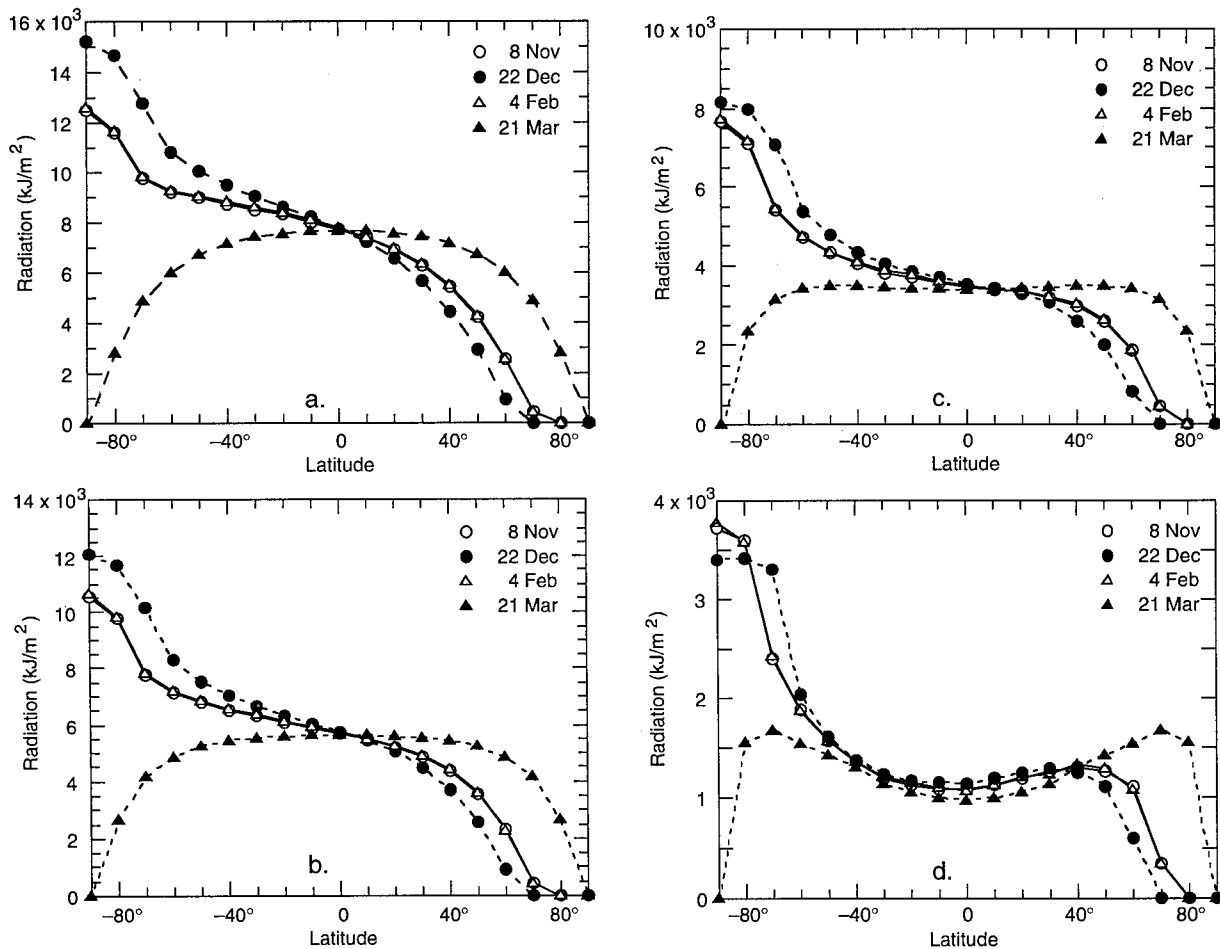 16 x 10³
14
12
10
8
6
4
2
0
Radiation (kJ/m²)
8 Nov
22 Dec
4 Feb
21 Mar
a.
–80° –40° 0 40° 80°
Latitude
10 x 10³
8
6
4
2
0
Radiation (kJ/m²)
8 Nov
22 Dec
4 Feb
21 Mar
c.
–80° –40° 0 40° 80°
Latitude
14 x 10³
12
10
8
6
4
2
0
Radiation (kJ/m²)
8 Nov
22 Dec
4 Feb
21 Mar
b.
–80° –40° 0 40° 80°
Latitude
4 x 10³
3
2
1
0
Radiation (kJ/m²)
8 Nov
22 Dec
4 Feb
21 Mar
d.
–80° –40° 0 40° 80°
Latitude